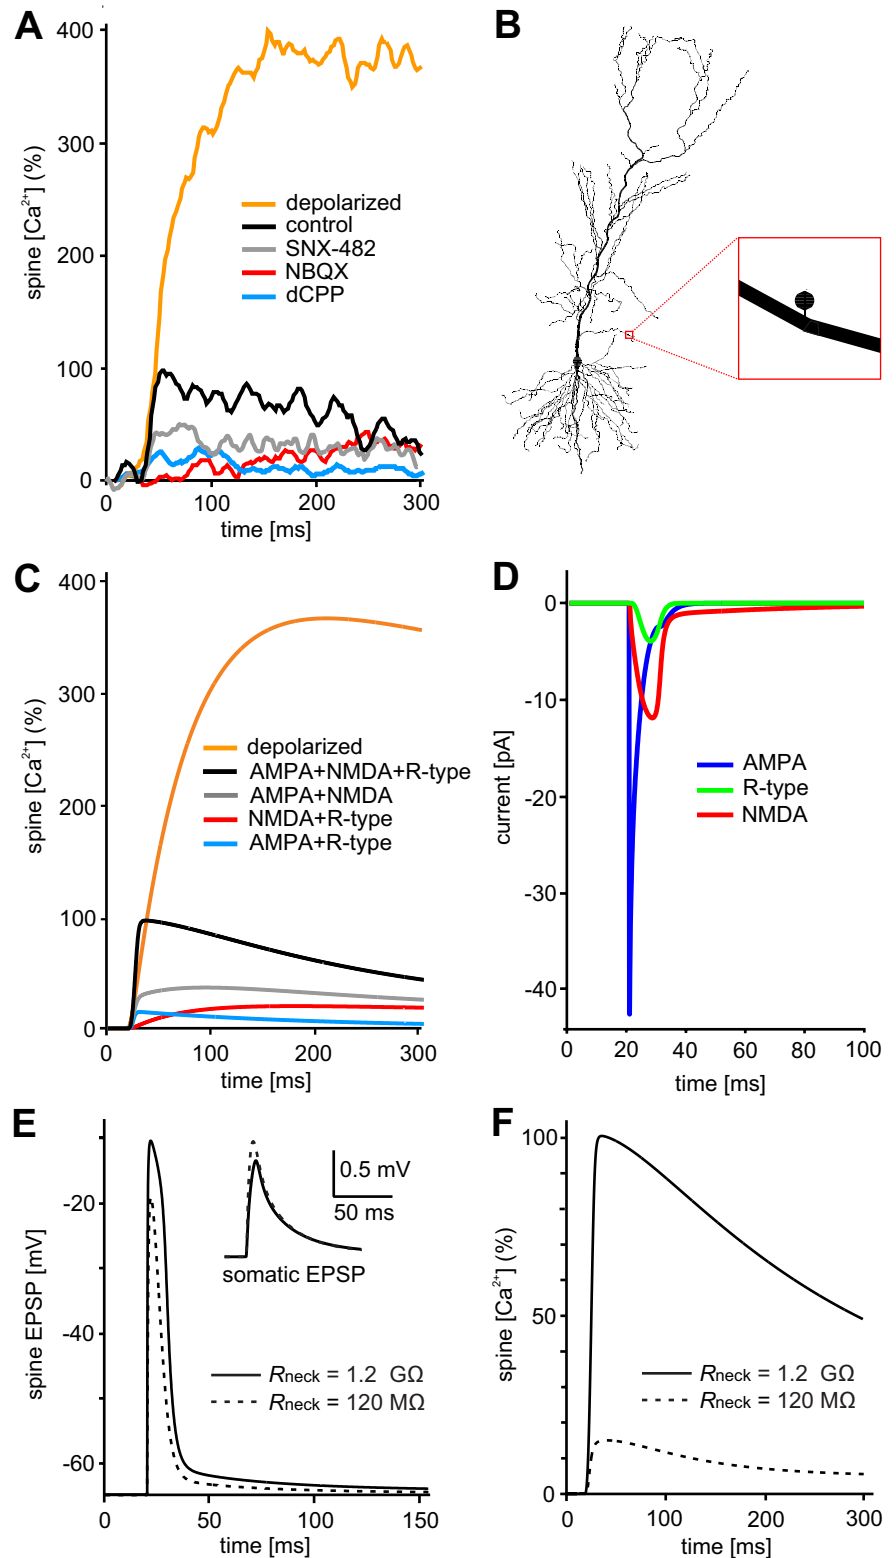 A
400
300
200
100
0
spine [Ca2+] (%)
depolarized
control
SNX-482
NBQX
dCPP
0 100 200 300
time [ms]
B
C
400
300
200
100
0
spine [Ca2+] (%)
depolarized
AMPA+NMDA+R-type
AMPA+NMDA
NMDA+R-type
AMPA+R-type
0 100 200 300
time [ms]
D
0
-10
-20
-30
-40
current [pA]
AMPA
R-type
NMDA
0 20 40 60 80 100
time [ms]
E
-20
-40
-60
spine EPSP [mV]
0.5 mV
50 ms
somatic EPSP
Rneck = 1.2 GΩ
Rneck = 120 MΩ
0 50 100 150
time [ms]
F
100
50
0
spine [Ca2+] (%)
Rneck = 1.2 GΩ
Rneck = 120 MΩ
0 100 200 300
time [ms]